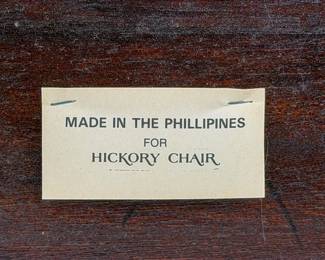 MADE IN THE PHILLIPINES
FOR
HICKORY CHAIR